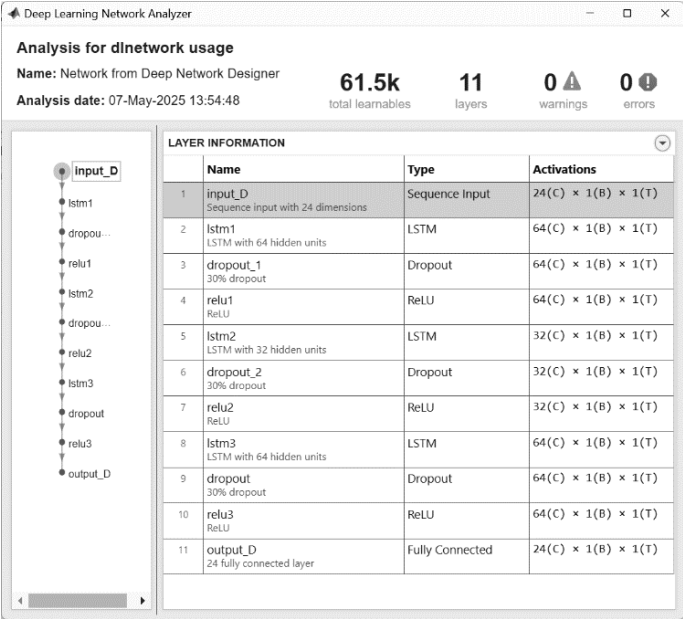 Deep Learning Network Analyzer
Analysis for dlnetwork usage
Name: Network from Deep Network Designer
Analysis date: 07-May-2025 13:54:48
61.5k
total learnables
11
layers
0
warnings
0
errors
input_D
lstm1
dropou...
relu1
lstm2
dropou...
relu2
lstm3
dropout
relu3
output_D
LAYER INFORMATION
Name Type Activations
1 input_D Sequence Input 24(C) × 1(B) × 1(T)
Sequence input with 24 dimensions
2 lstm1 LSTM 64(C) × 1(B) × 1(T)
LSTM with 64 hidden units
3 dropout_1 Dropout 64(C) × 1(B) × 1(T)
30% dropout
4 relu1 ReLU 64(C) × 1(B) × 1(T)
ReLU
5 lstm2 LSTM 32(C) × 1(B) × 1(T)
LSTM with 32 hidden units
6 dropout_2 Dropout 32(C) × 1(B) × 1(T)
30% dropout
7 relu2 ReLU 32(C) × 1(B) × 1(T)
ReLU
8 lstm3 LSTM 64(C) × 1(B) × 1(T)
LSTM with 64 hidden units
9 dropout Dropout 64(C) × 1(B) × 1(T)
30% dropout
10 relu3 ReLU 64(C) × 1(B) × 1(T)
ReLU
11 output_D Fully Connected 24(C) × 1(B) × 1(T)
24 fully connected layer